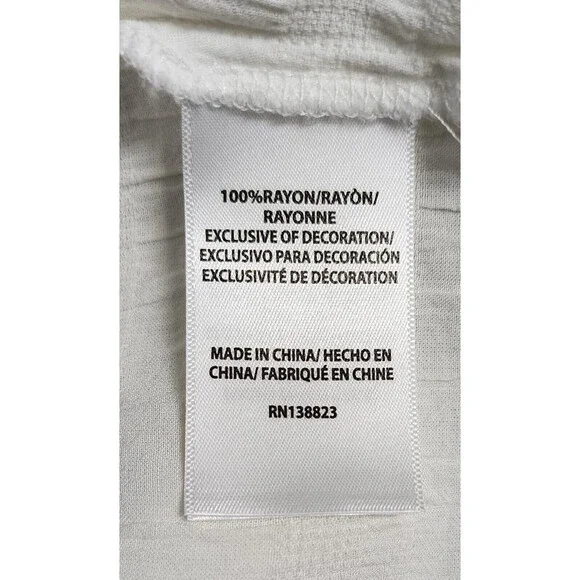 100%RAYON/RAYÒN/
RAYONNE
EXCLUSIVE OF DECORATION/
EXCLUSIVO PARA DECORACIÓN
EXCLUSIVITÉ DE DÉCORATION
MADE IN CHINA/ HECHO EN
CHINA/ FABRIQUÉ EN CHINE
RN138823